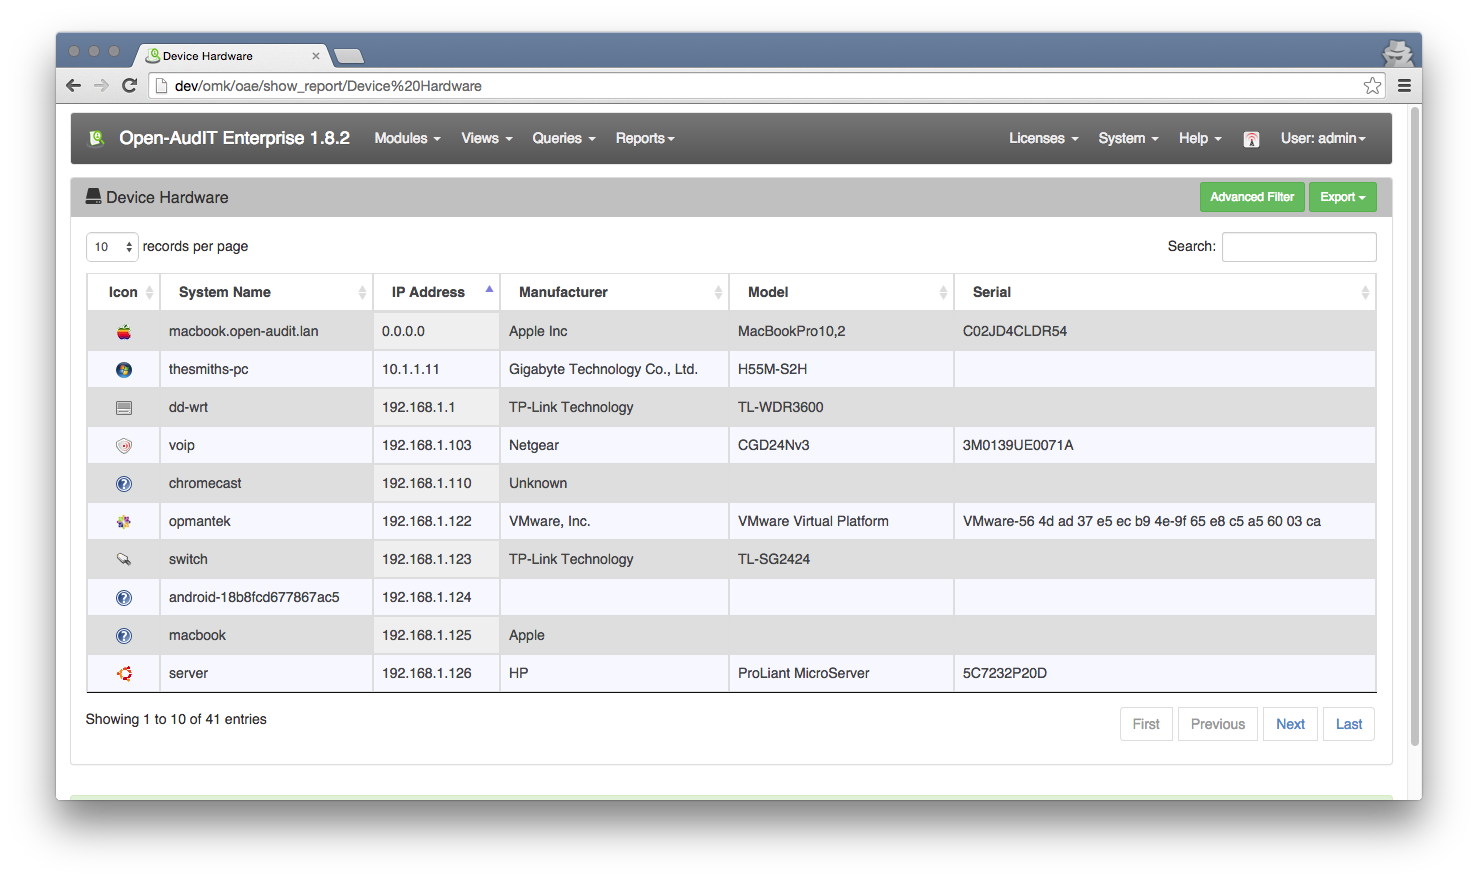 Device Hardware
dev/omk/oae/show_report/Device%20Hardware
Open-AudIT Enterprise 1.8.2 Modules Views Queries Reports Licenses System Help User: admin
Device Hardware Advanced Filter Export
10 records per page Search:
Icon System Name IP Address Manufacturer Model Serial
macbook.open-audit.lan 0.0.0.0 Apple Inc MacBookPro10,2 C02JD4CLDR54
thesmiths-pc 10.1.1.11 Gigabyte Technology Co., Ltd. H55M-S2H
dd-wrt 192.168.1.1 TP-Link Technology TL-WDR3600
voip 192.168.1.103 Netgear CGD24Nv3 3M0139UE0071A
chromecast 192.168.1.110 Unknown
opmantek 192.168.1.122 VMware, Inc. VMware Virtual Platform VMware-56 4d ad 37 e5 ec b9 4e-9f 65 e8 c5 a5 60 03 ca
switch 192.168.1.123 TP-Link Technology TL-SG2424
android-18b8fcd677867ac5 192.168.1.124
macbook 192.168.1.125 Apple
server 192.168.1.126 HP ProLiant MicroServer 5C7232P20D
Showing 1 to 10 of 41 entries First Previous Next Last